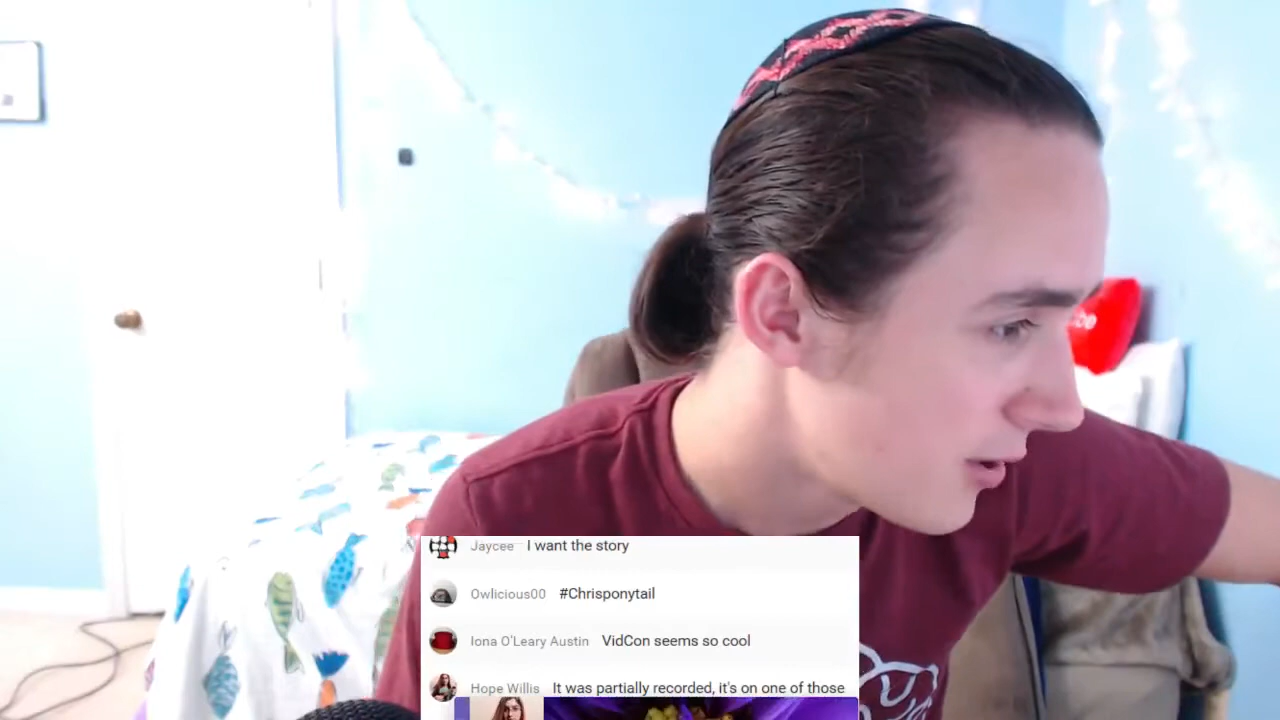 Jaycee I want the story
Owlicious00 #Chrisponytail
Iona O'Leary Austin VidCon seems so cool
Hope Willis It was partially recorded, it's on one of those